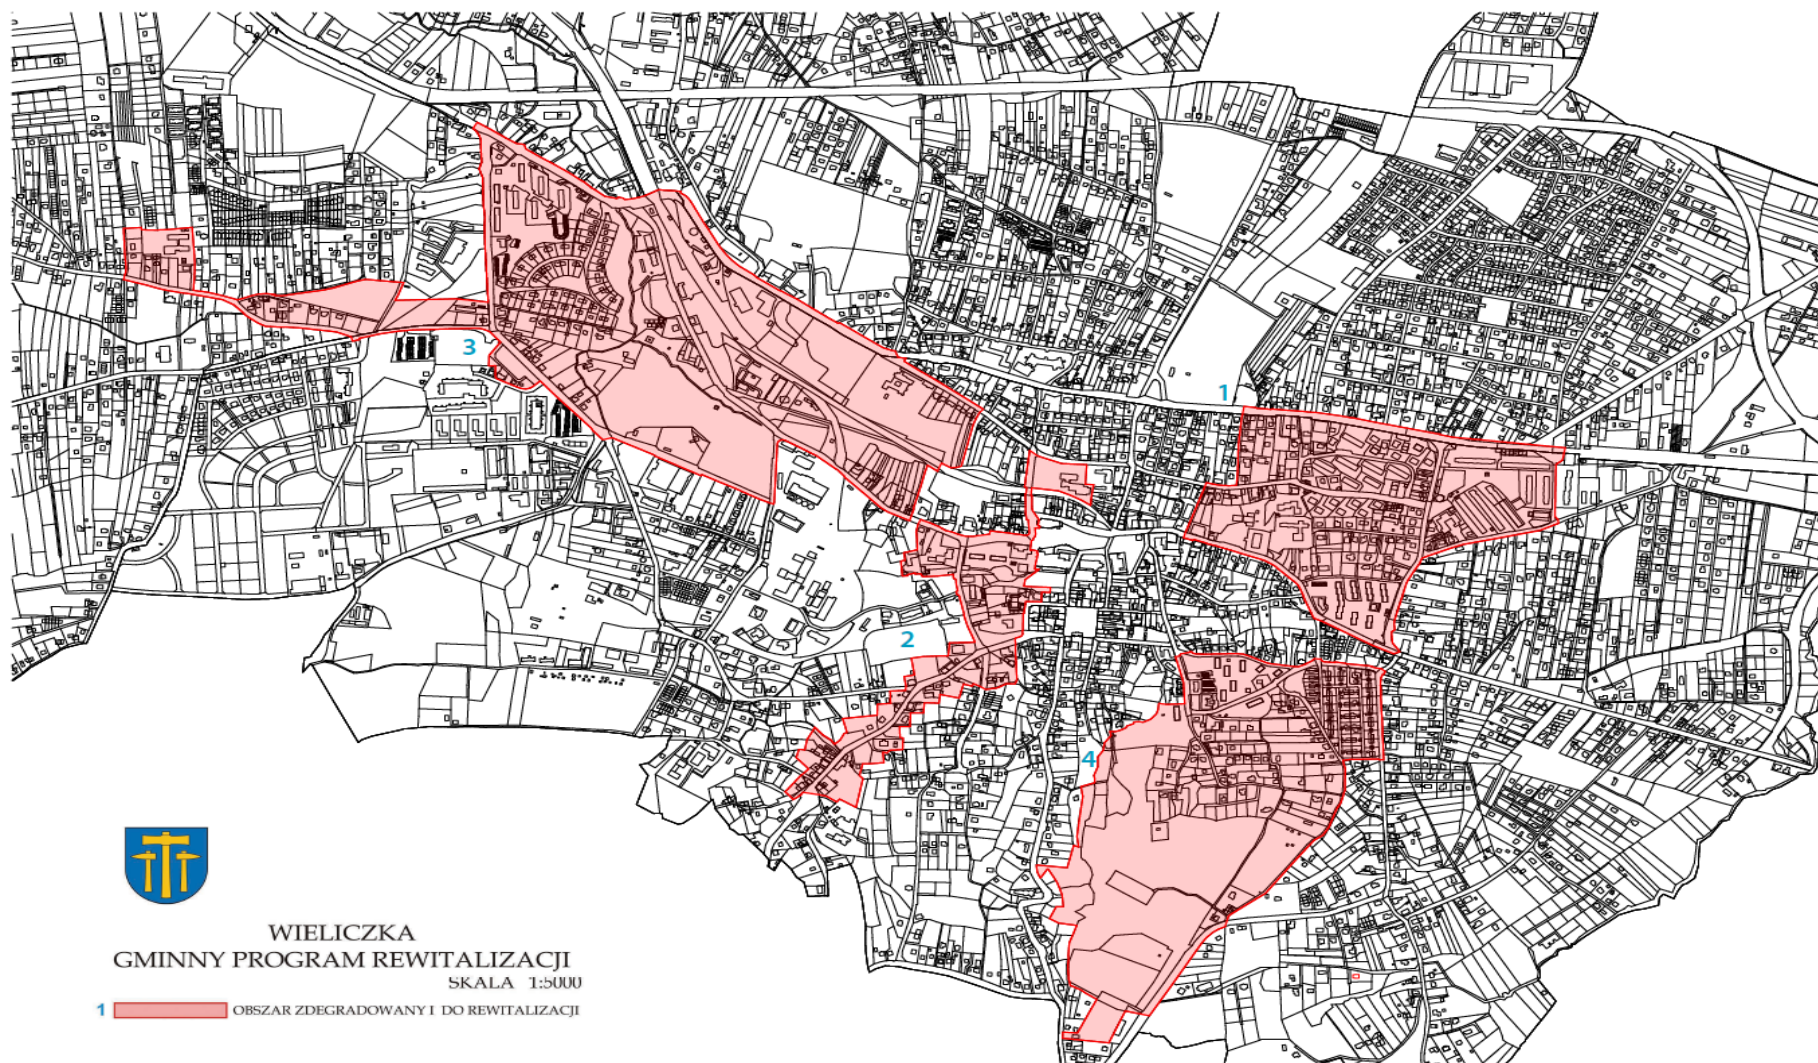 3
1
2
4
WIELICZKA
GMINNY PROGRAM REWITALIZACJI
SKALA 1:5000
1 OBSZAR ZDEGRADOWANY I DO REWITALIZACJI